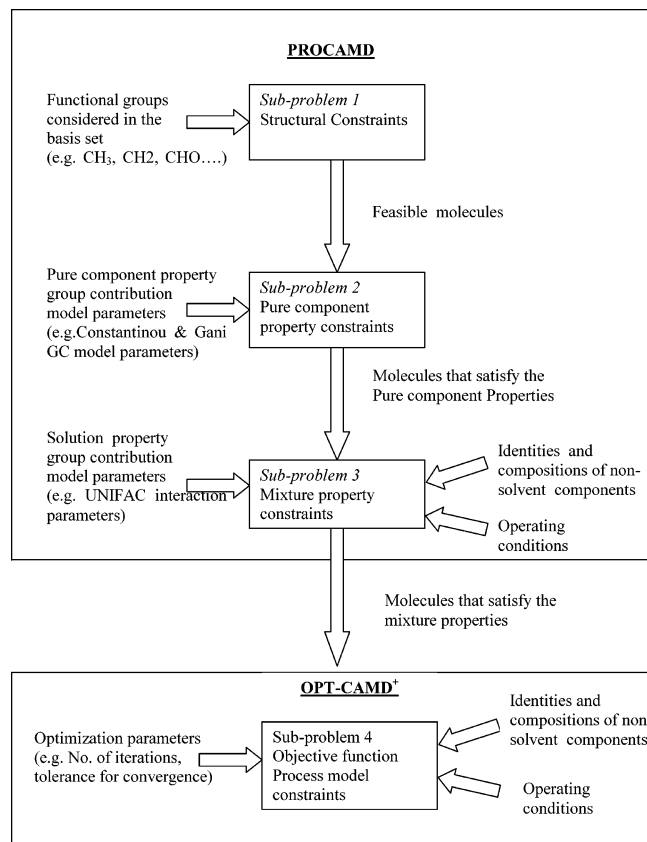 PROCAMD
Functional groups
considered in the
basis set
(e.g. CH₃, CH2, CHO….)
Sub-problem 1
Structural Constraints
Feasible molecules
Pure component property
group contribution
model parameters
(e.g.Constantinou & Gani
GC model parameters)
Sub-problem 2
Pure component
property constraints
Molecules that satisfy the
Pure component Properties
Solution property
group contribution
model parameters
(e.g. UNIFAC interaction
parameters)
Sub-problem 3
Mixture property
constraints
Identities and
compositions of non-
solvent components
Operating
conditions
Molecules that satisfy the
mixture properties
OPT-CAMD⁺
Optimization parameters
(e.g. No. of iterations,
tolerance for convergence)
Sub-problem 4
Objective function
Process model
constraints
Identities and
compositions of non
solvent components
Operating
conditions